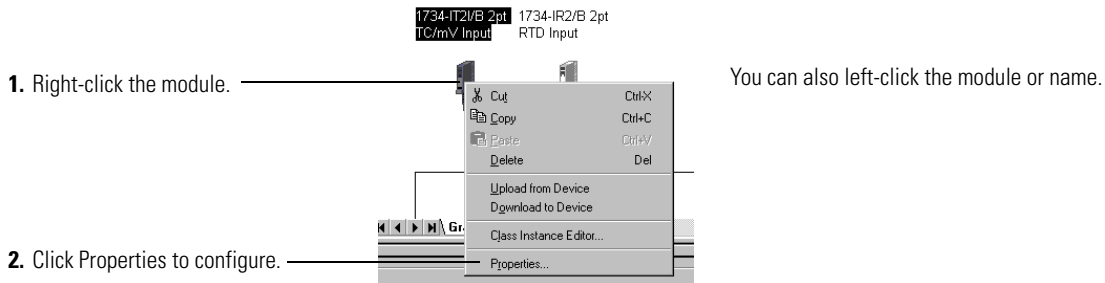 1734-IT2I/B 2pt 1734-IR2/B 2pt
TC/mV Input RTD Input
1. Right-click the module.
You can also left-click the module or name.
Cut Ctrl-X
Copy Ctrl+C
Paste Ctrl+V
Delete Del
Upload from Device
Download to Device
Gr
Class Instance Editor...
2. Click Properties to configure.
Properties...